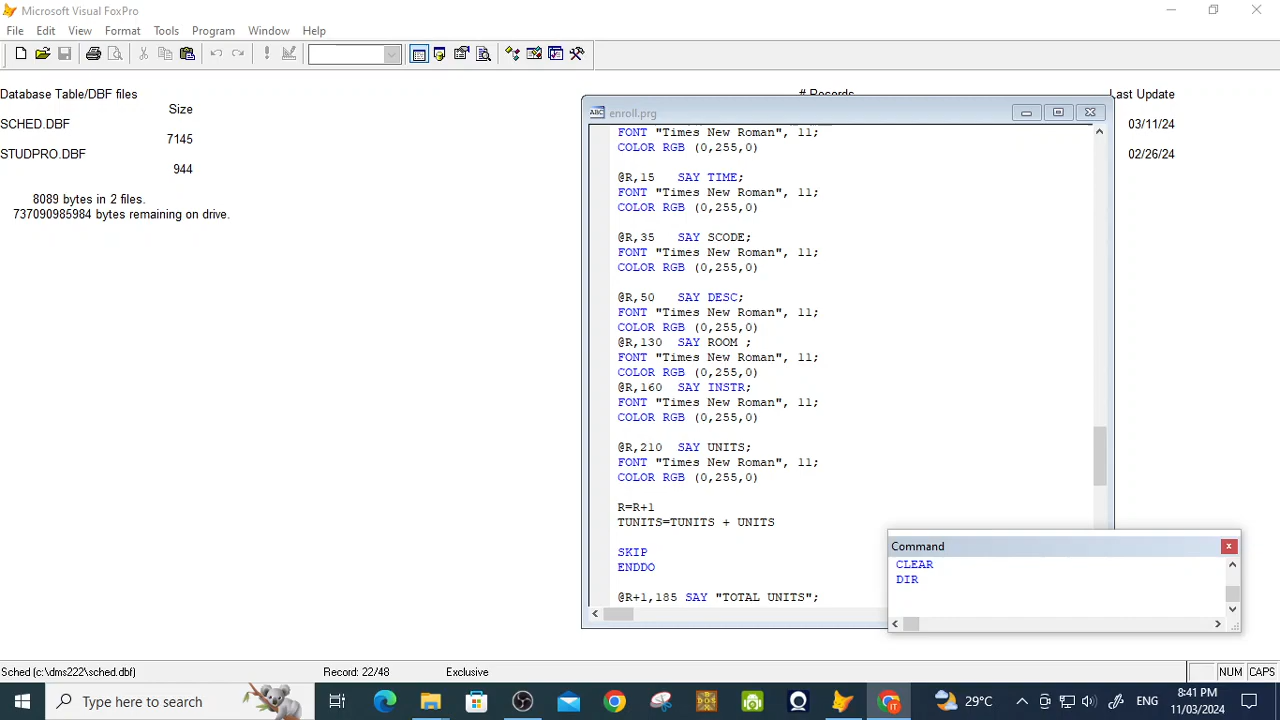 Microsoft Visual FoxPro
File Edit View Format Tools Program Window Help
Database Table/DBF files # Records Last Update
Size
SCHED.DBF 03/11/24
7145
STUDPRO.DBF 02/26/24
944
8089 bytes in 2 files.
737090985984 bytes remaining on drive.
enroll.prg
FONT "Times New Roman", 11;
COLOR RGB (0,255,0)
@R,15 SAY TIME;
FONT "Times New Roman", 11;
COLOR RGB (0,255,0)
@R,35 SAY SCODE;
FONT "Times New Roman", 11;
COLOR RGB (0,255,0)
@R,50 SAY DESC;
FONT "Times New Roman", 11;
COLOR RGB (0,255,0)
@R,130 SAY ROOM ;
FONT "Times New Roman", 11;
COLOR RGB (0,255,0)
@R,160 SAY INSTR;
FONT "Times New Roman", 11;
COLOR RGB (0,255,0)
@R,210 SAY UNITS;
FONT "Times New Roman", 11;
COLOR RGB (0,255,0)
R=R+1
TUNITS=TUNITS + UNITS
SKIP
ENDDO
@R+1,185 SAY "TOTAL UNITS";
Command
CLEAR
DIR
Sched (c:\dms222\sched.dbf) Record: 22/48 Exclusive NUM CAPS
Type here to search 29°C ENG 8:41 PM
11/03/2024